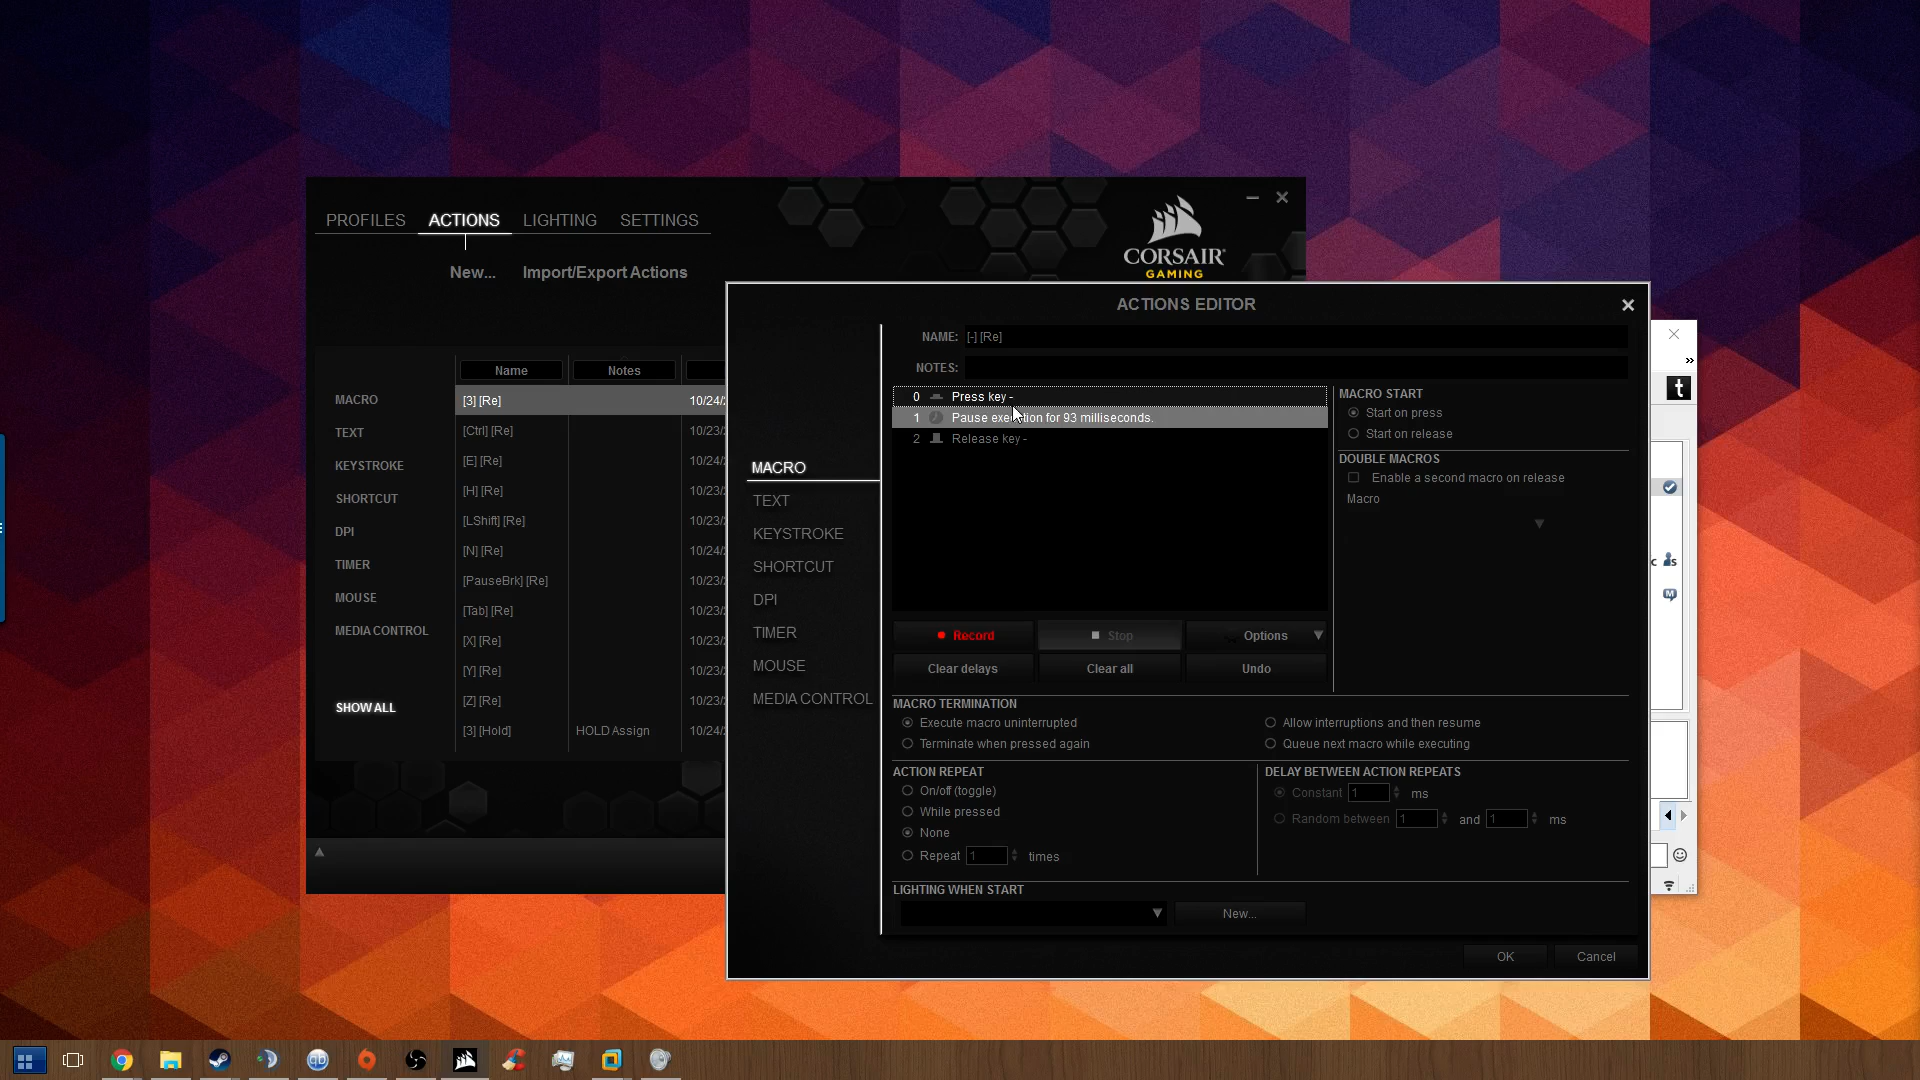 PROFILES ACTIONS LIGHTING SETTINGS
CORSAIR
GAMING
New... Import/Export Actions
Name Notes
MACRO
TEXT
KEYSTROKE
SHORTCUT
DPI
TIMER
MOUSE
MEDIA CONTROL
SHOW ALL
[3] [Re] 10/24/
[Ctrl] [Re] 10/23/
[E] [Re] 10/24/
[H] [Re] 10/23/
[LShift] [Re] 10/23/
[N] [Re] 10/24/
[PauseBrk] [Re] 10/23/
[Tab] [Re] 10/23/
[X] [Re] 10/23/
[Y] [Re] 10/23/
[Z] [Re] 10/23/
[3] [Hold] HOLD Assign 10/24/
ACTIONS EDITOR
NAME: [-] [Re]
NOTES:
MACRO
TEXT
KEYSTROKE
SHORTCUT
DPI
TIMER
MOUSE
MEDIA CONTROL
0 Press key -
1 Pause execution for 93 milliseconds.
2 Release key -
MACRO START
Start on press
Start on release
DOUBLE MACROS
Enable a second macro on release
Macro
Record Stop Options
Clear delays Clear all Undo
MACRO TERMINATION
Execute macro uninterrupted Allow interruptions and then resume
Terminate when pressed again Queue next macro while executing
ACTION REPEAT
On/off (toggle)
While pressed
None
Repeat 1 times
DELAY BETWEEN ACTION REPEATS
Constant 1 ms
Random between 1 and 1 ms
LIGHTING WHEN START
New...
OK Cancel
»
t
c
M
qb